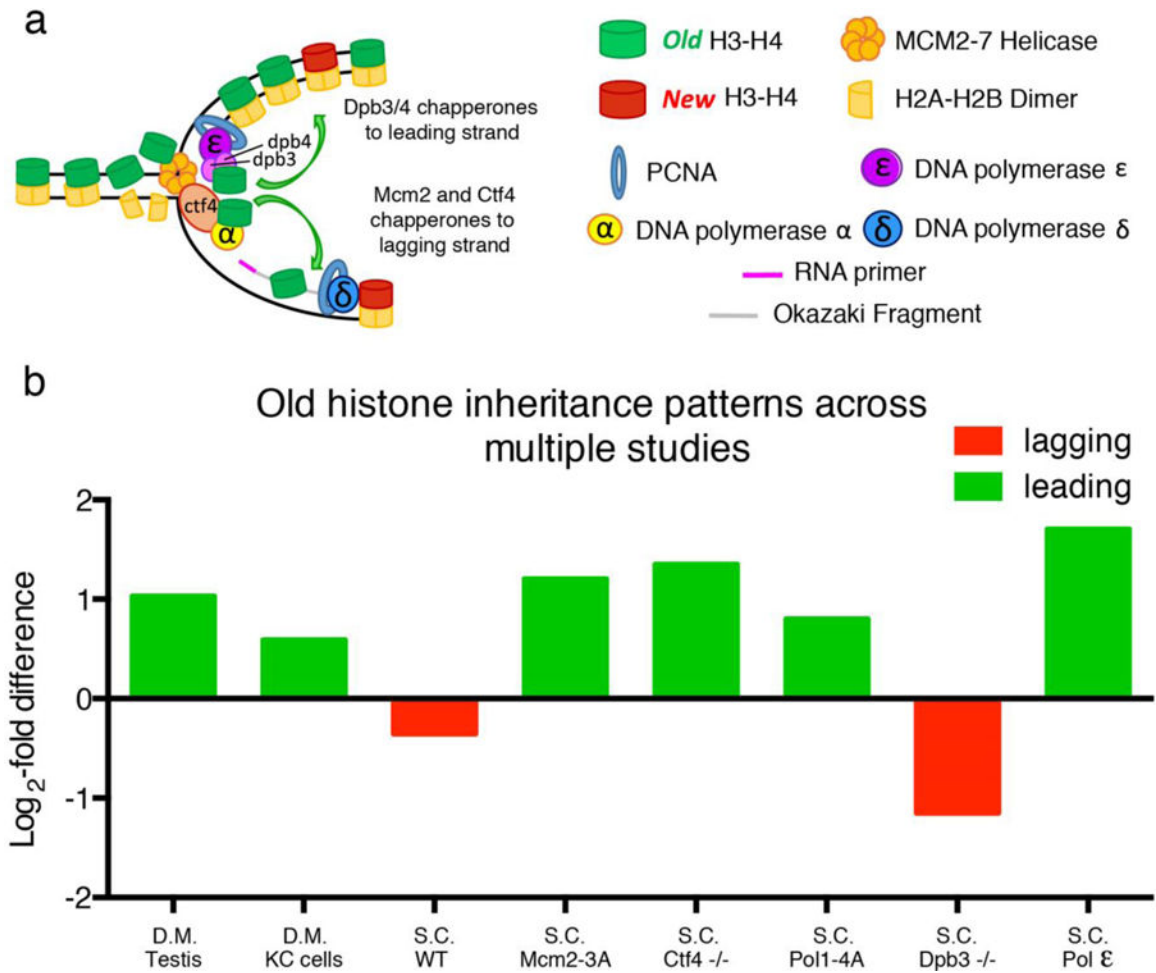 a
Old H3-H4
MCM2-7 Helicase
New H3-H4
H2A-H2B Dimer
PCNA
DNA polymerase ε
α DNA polymerase α
δ DNA polymerase δ
RNA primer
Okazaki Fragment
ε
dpb4
dpb3
ctf4
α
δ
Dpb3/4 chapperones
to leading strand
Mcm2 and Ctf4
chapperones to
lagging strand
ε
b
Old histone inheritance patterns across
multiple studies
lagging
leading
Log2-fold difference
2
1
0
-1
-2
D.M.
Testis
D.M.
KC cells
S.C.
WT
S.C.
Mcm2-3A
S.C.
Ctf4 -/-
S.C.
Pol1-4A
S.C.
Dpb3 -/-
S.C.
Pol ε